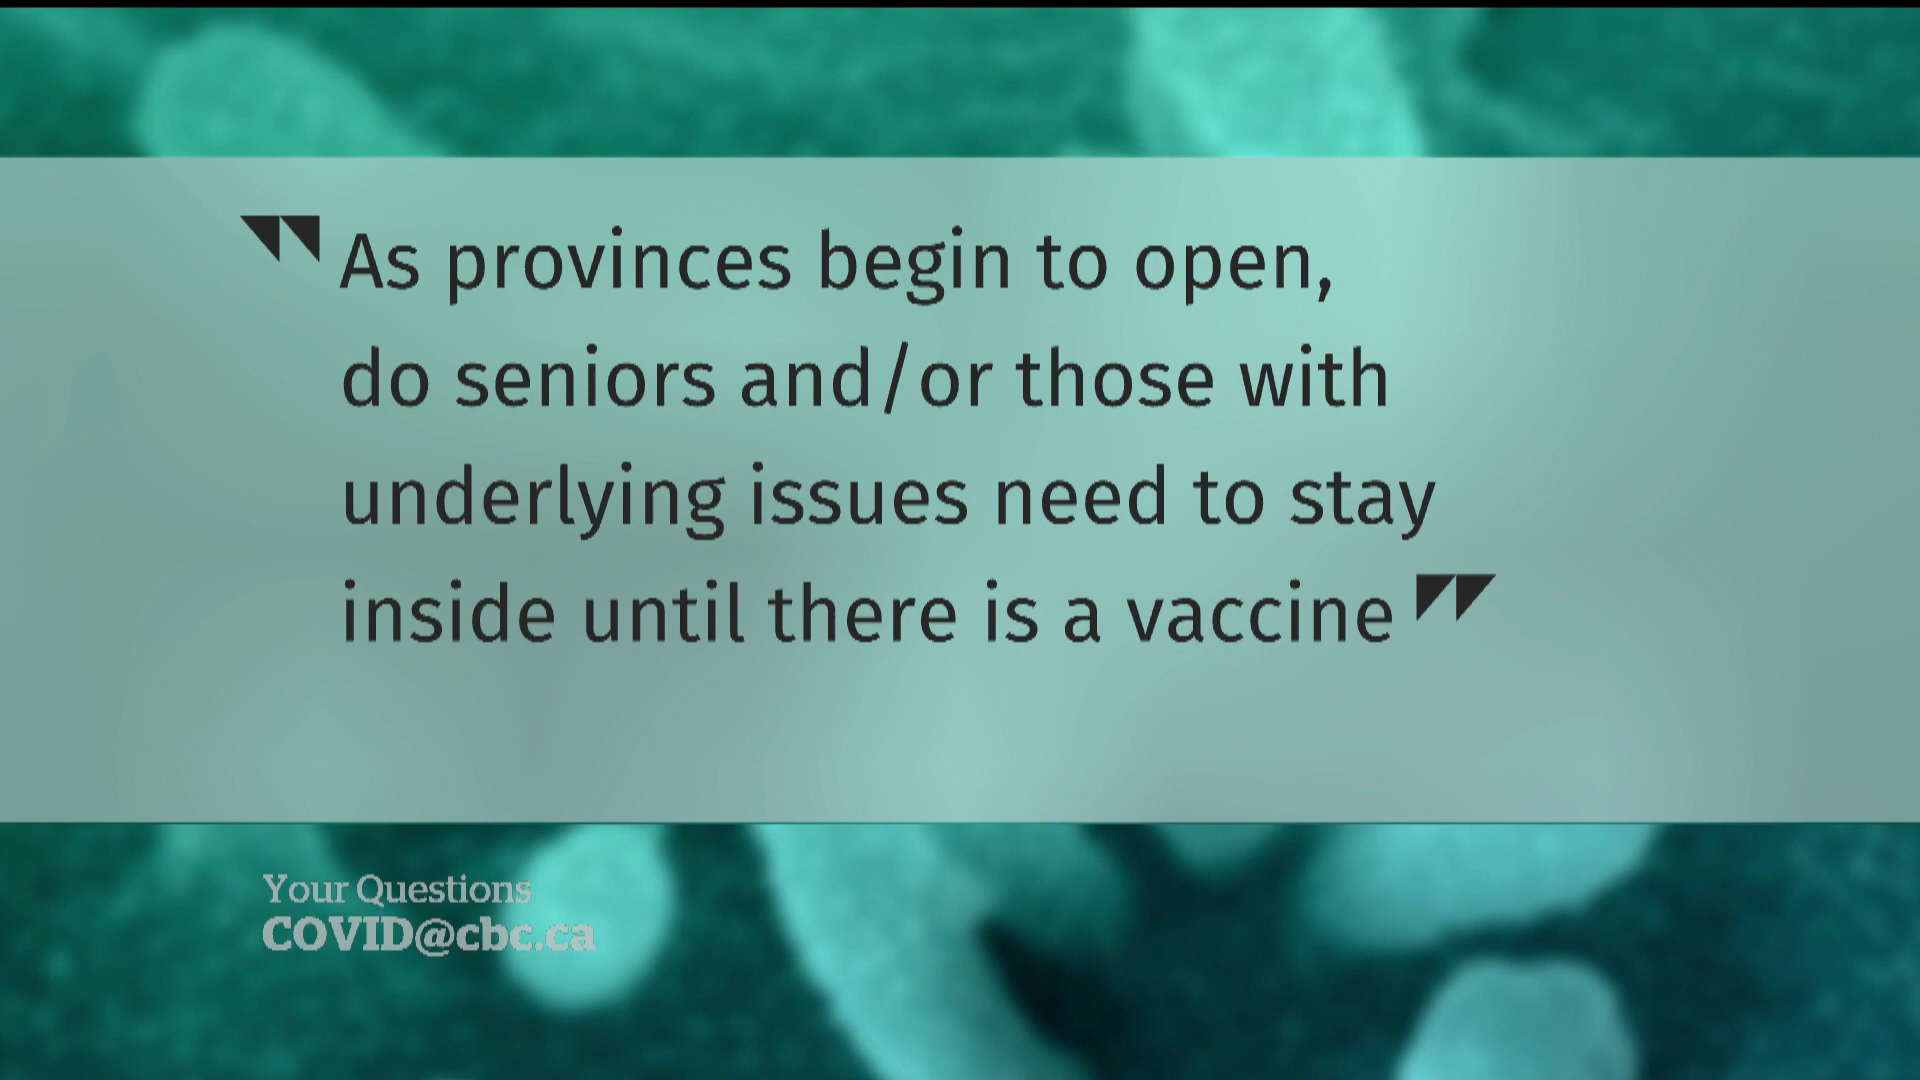 "As provinces begin to open,
do seniors and/or those with
underlying issues need to stay
inside until there is a vaccine"
Your Questions
COVID@cbc.ca